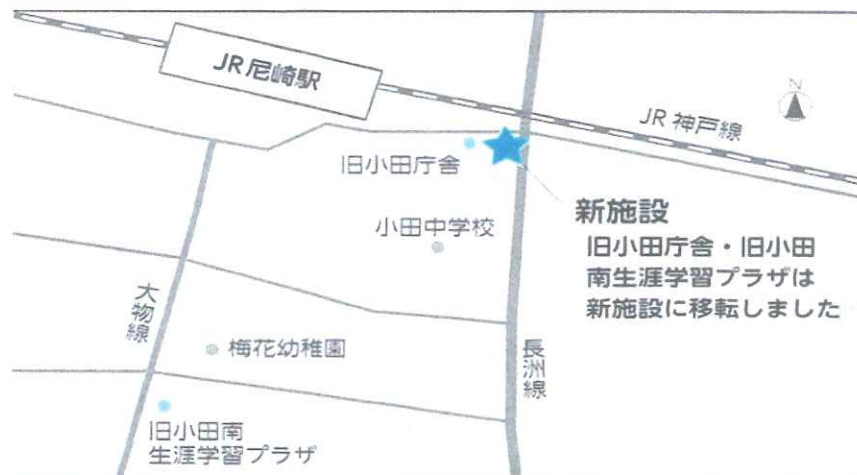 JR尼崎駅
N
JR 神戸線
旧小田庁舎
新施設
旧小田庁舎・旧小田
南生涯学習プラザは
新施設に移転しました
小田中学校
大物線
梅花幼稚園
長洲線
旧小田南
生涯学習プラザ